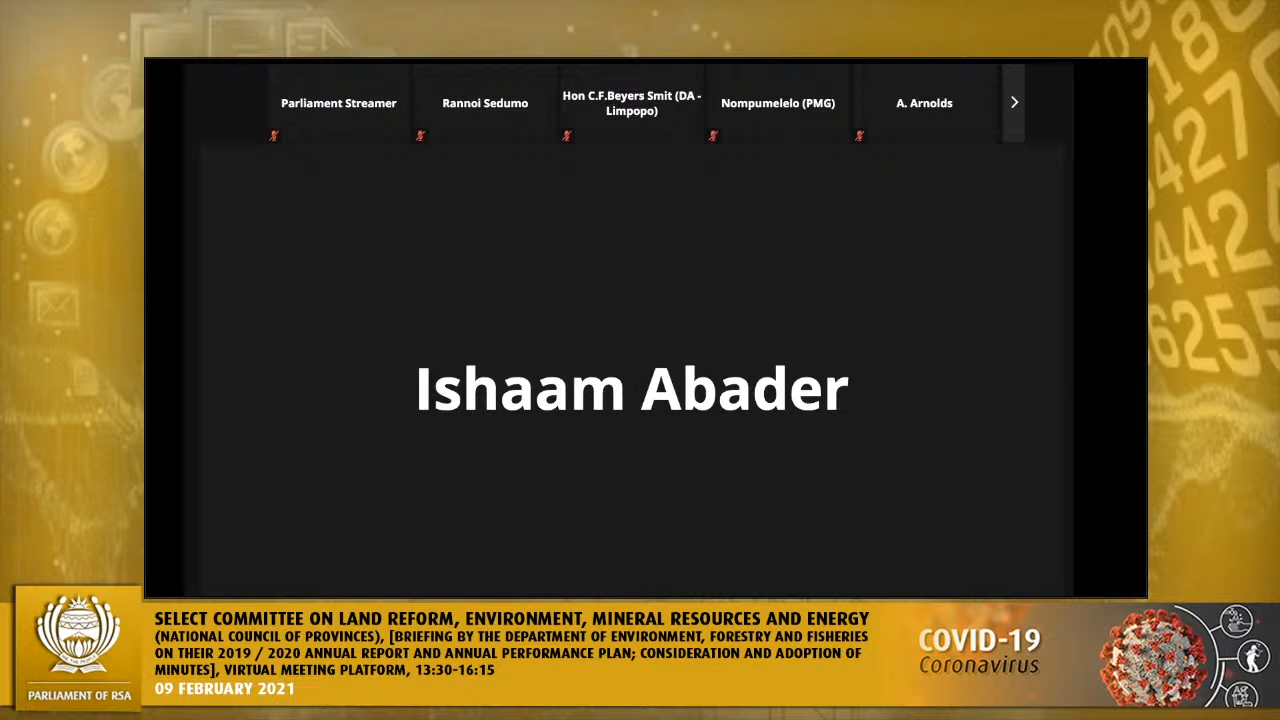 Parliament Streamer
Rannoi Sedumo
Hon C.F.Beyers Smit (DA -
Limpopo)
Nompumelelo (PMG)
A. Arnolds
Ishaam Abader
SELECT COMMITTEE ON LAND REFORM, ENVIRONMENT, MINERAL RESOURCES AND ENERGY
(NATIONAL COUNCIL OF PROVINCES), [BRIEFING BY THE DEPARTMENT OF ENVIRONMENT, FORESTRY AND FISHERIES
ON THEIR 2019 / 2020 ANNUAL REPORT AND ANNUAL PERFORMANCE PLAN; CONSIDERATION AND ADOPTION OF
MINUTES], VIRTUAL MEETING PLATFORM, 13:30-16:15
09 FEBRUARY 2021
PARLIAMENT OF RSA
COVID-19
Coronavirus